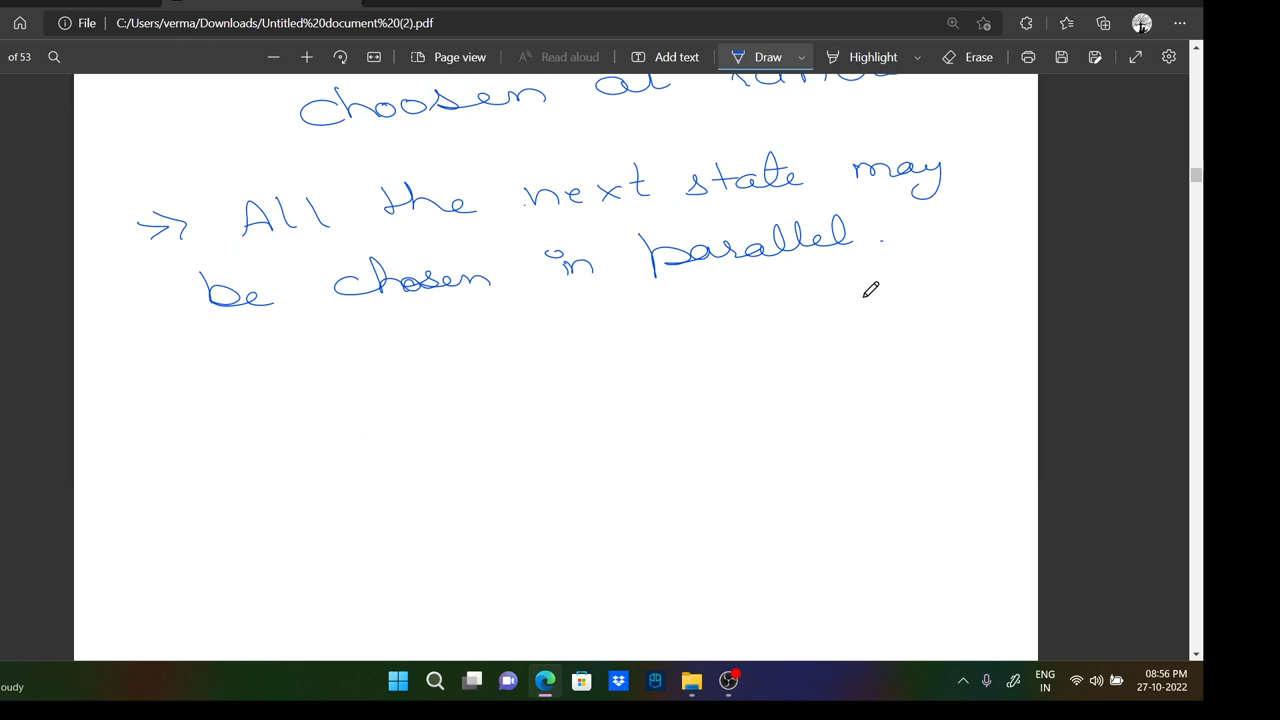 File C:/Users/verma/Downloads/Untitled%20document%20(2).pdf
of 53 Page view Read aloud Add text Draw Highlight Erase
choosen at
→ All the next state may
be chosen in parallel.
oudy
ENG
IN
08:56 PM
27-10-2022